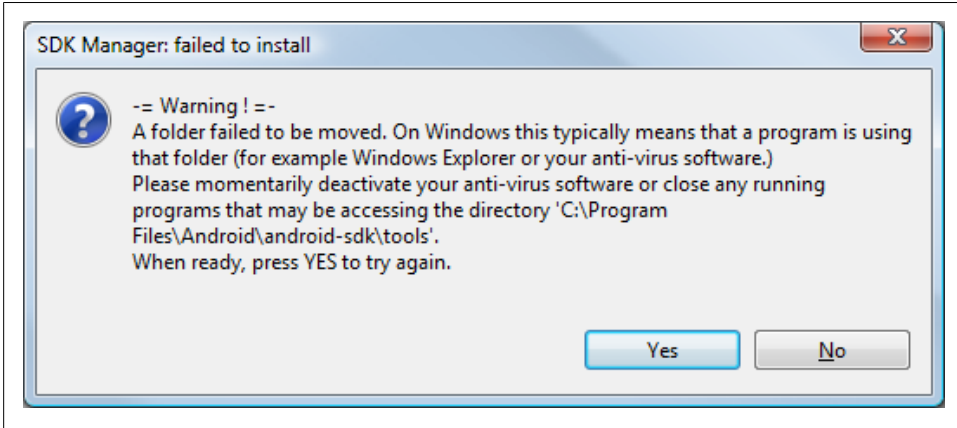 SDK Manager: failed to install
-= Warning ! =-
A folder failed to be moved. On Windows this typically means that a program is using
that folder (for example Windows Explorer or your anti-virus software.)
Please momentarily deactivate your anti-virus software or close any running
programs that may be accessing the directory 'C:\Program
Files\Android\android-sdk\tools'.
When ready, press YES to try again.
Yes
No